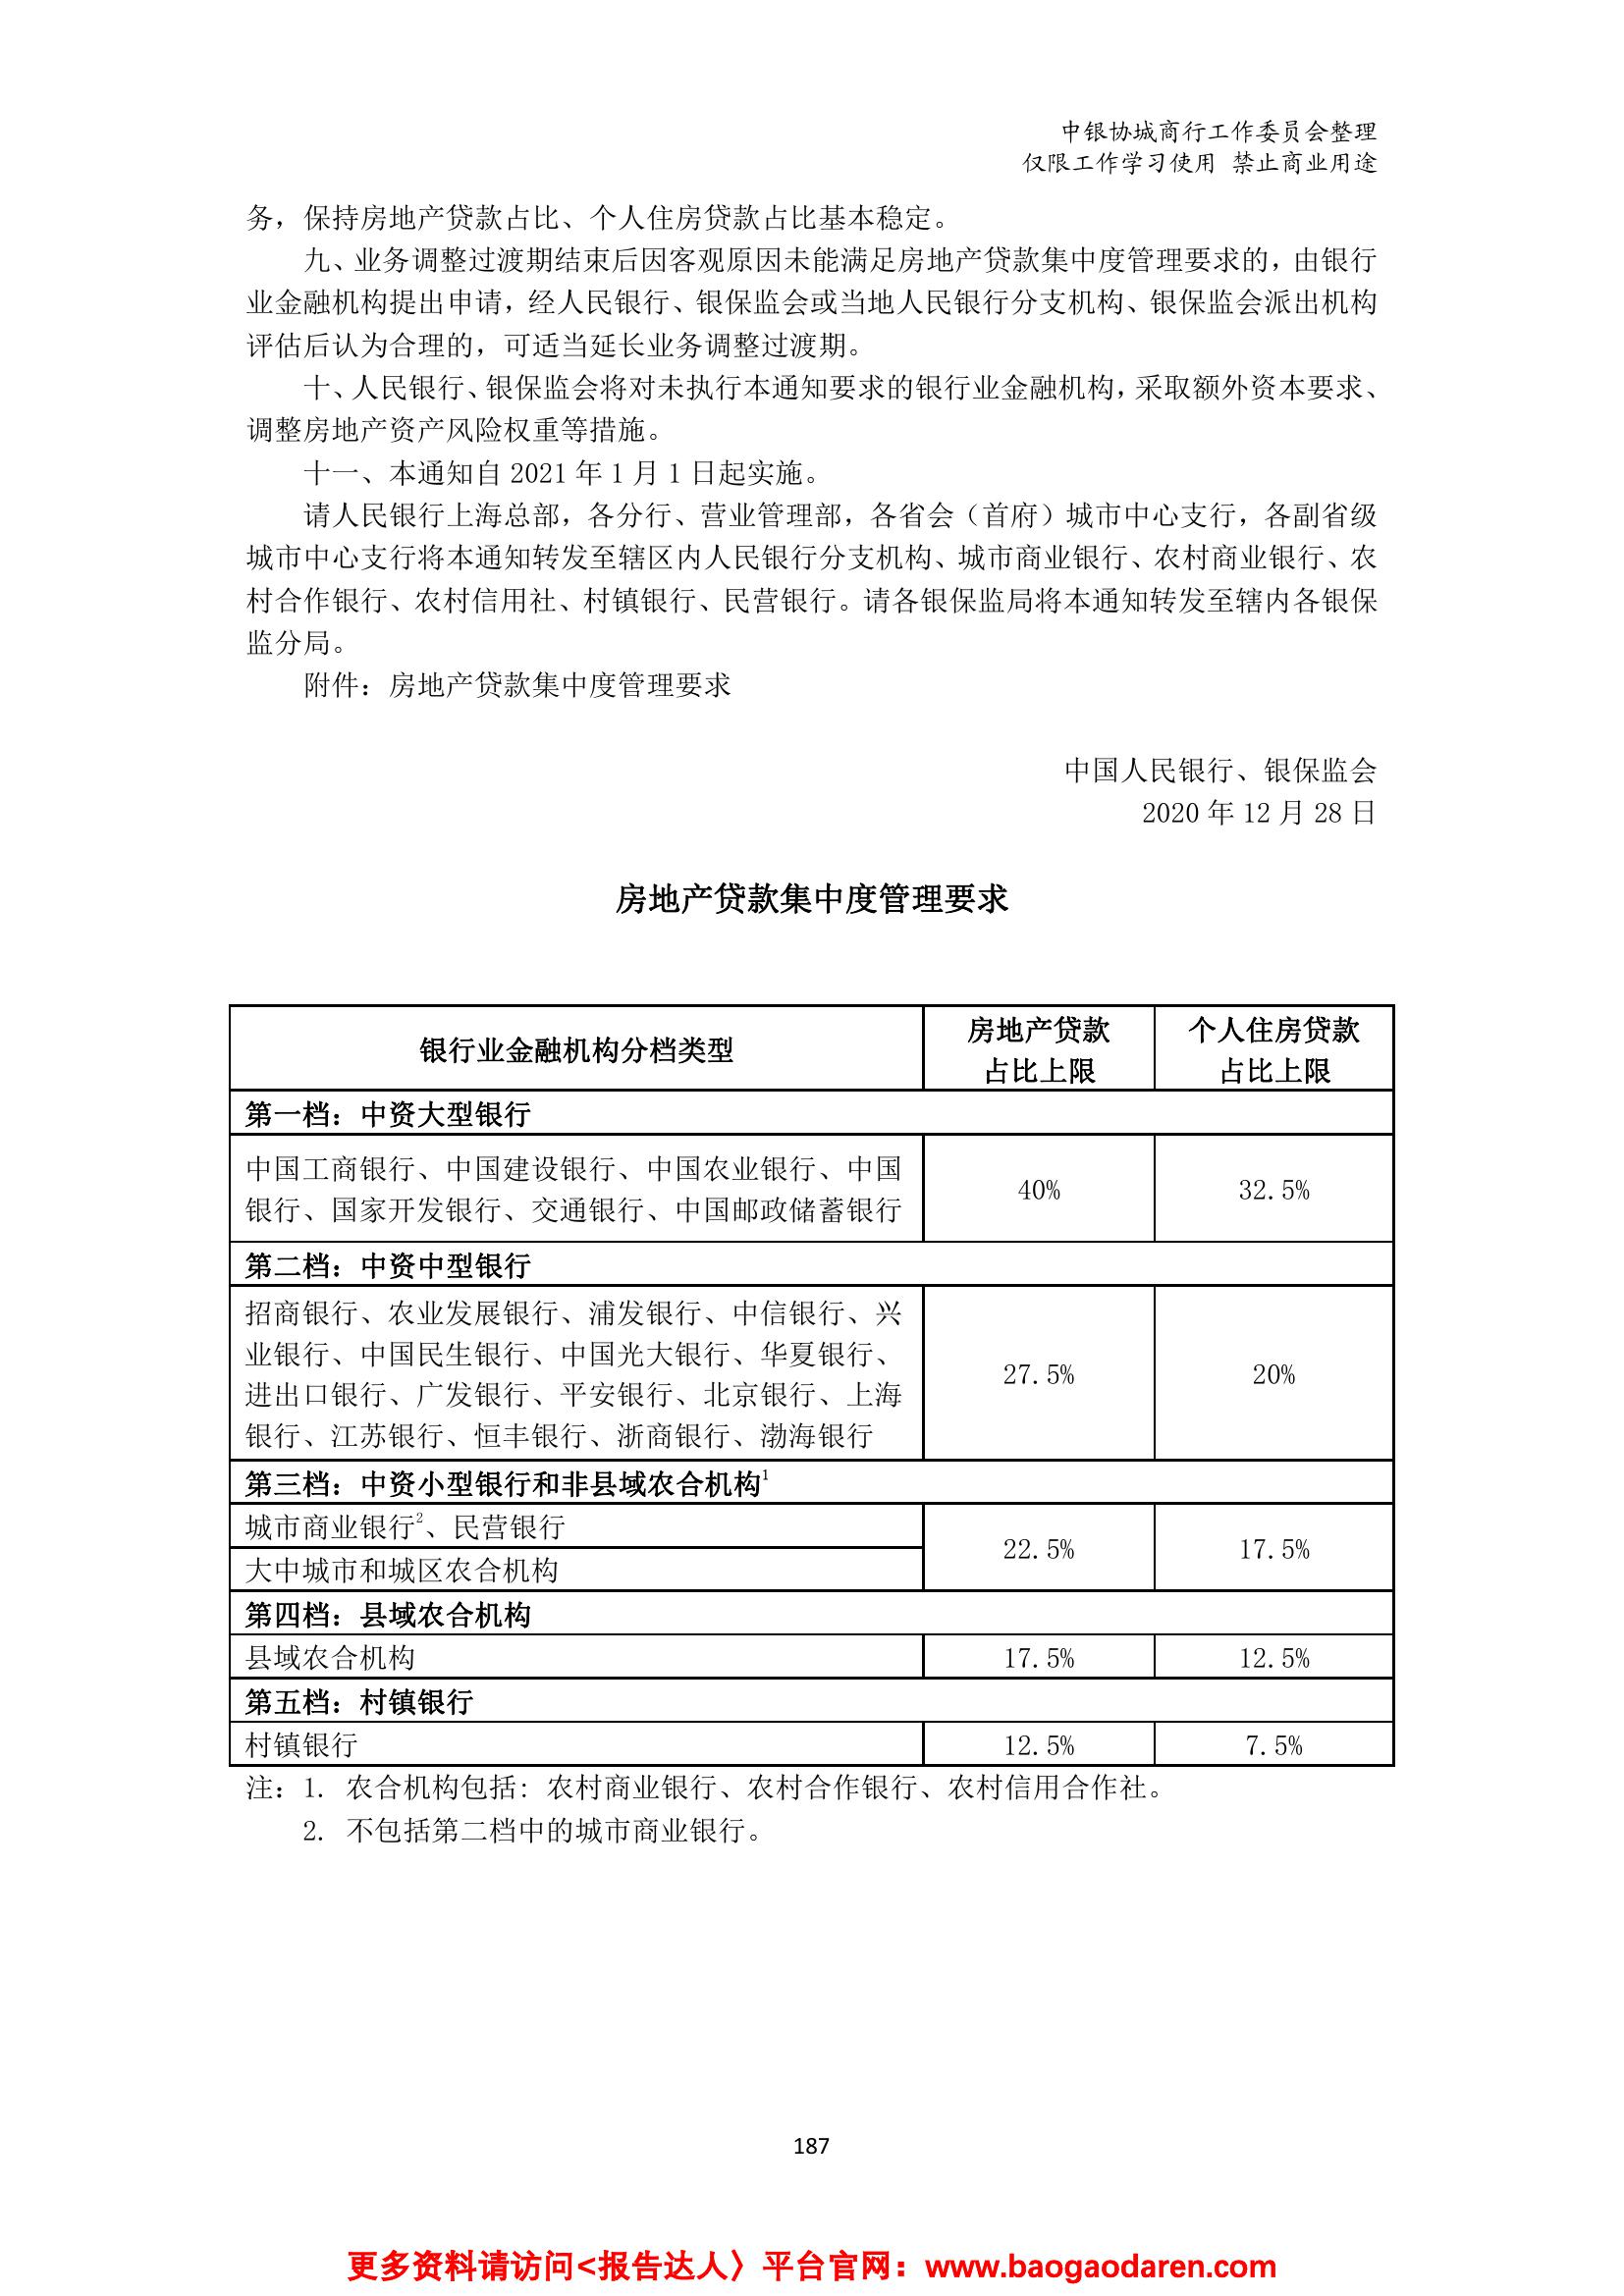 中银协城商行工作委员会整理
仅限工作学习使用 禁止商业用途
务，保持房地产贷款占比、个人住房贷款占比基本稳定。
九、业务调整过渡期结束后因客观原因未能满足房地产贷款集中度管理要求的，由银行
业金融机构提出申请，经人民银行、银保监会或当地人民银行分支机构、银保监会派出机构
评估后认为合理的，可适当延长业务调整过渡期。
十、人民银行、银保监会将对未执行本通知要求的银行业金融机构，采取额外资本要求、
调整房地产资产风险权重等措施。
十一、本通知自 2021 年 1 月 1 日起实施。
请人民银行上海总部，各分行、营业管理部，各省会（首府）城市中心支行，各副省级
城市中心支行将本通知转发至辖区内人民银行分支机构、城市商业银行、农村商业银行、农
村合作银行、农村信用社、村镇银行、民营银行。请各银保监局将本通知转发至辖内各银保
监分局。
附件：房地产贷款集中度管理要求
中国人民银行、银保监会
2020 年 12 月 28 日
房地产贷款集中度管理要求
银行业金融机构分档类型
房地产贷款
占比上限
个人住房贷款
占比上限
第一档：中资大型银行
中国工商银行、中国建设银行、中国农业银行、中国
银行、国家开发银行、交通银行、中国邮政储蓄银行
40%
32.5%
第二档：中资中型银行
招商银行、农业发展银行、浦发银行、中信银行、兴
业银行、中国民生银行、中国光大银行、华夏银行、
进出口银行、广发银行、平安银行、北京银行、上海
银行、江苏银行、恒丰银行、浙商银行、渤海银行
27.5%
20%
第三档：中资小型银行和非县域农合机构1
城市商业银行2、民营银行
大中城市和城区农合机构
22.5%
17.5%
第四档：县域农合机构
县域农合机构
17.5%
12.5%
第五档：村镇银行
村镇银行
12.5%
7.5%
注：1. 农合机构包括：农村商业银行、农村合作银行、农村信用合作社。
2. 不包括第二档中的城市商业银行。
187
更多资料请访问<报告达人〉平台官网：www.baogaodaren.com